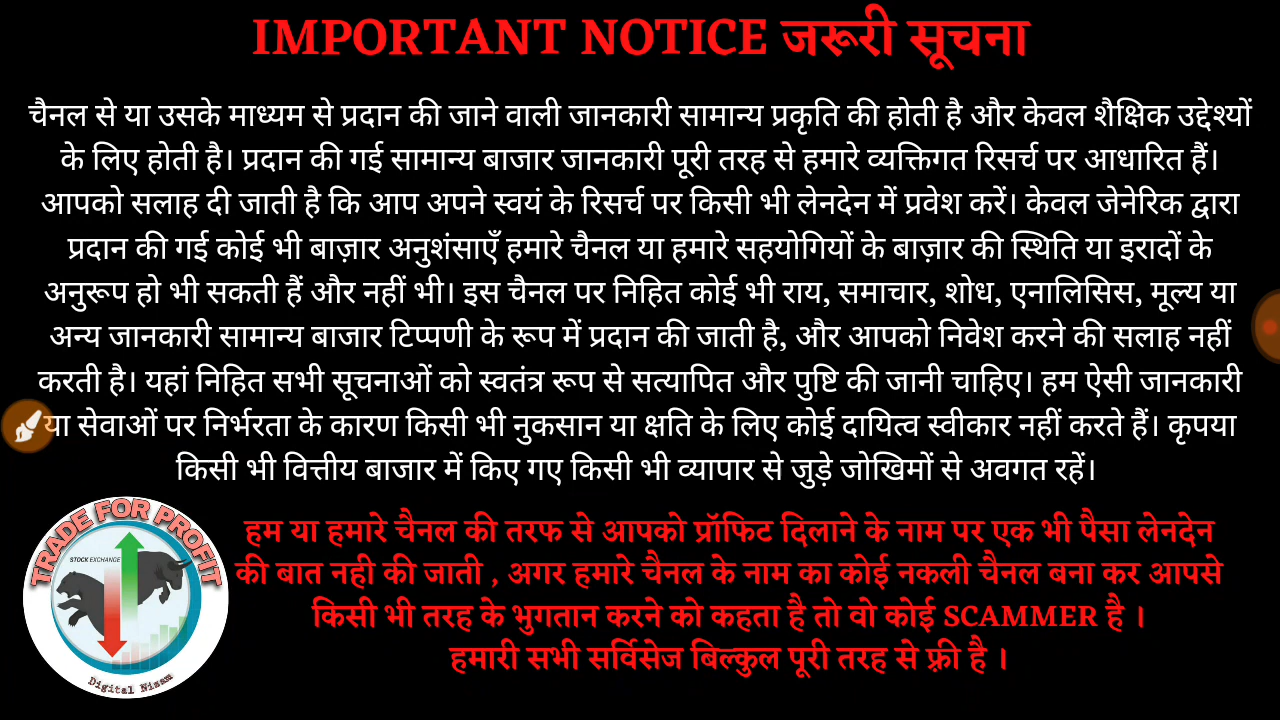 IMPORTANT NOTICE जरूरी सूचना
चैनल से या उसके माध्यम से प्रदान की जाने वाली जानकारी सामान्य प्रकृति की होती है और केवल शैक्षिक उद्देश्यों
के लिए होती है। प्रदान की गई सामान्य बाजार जानकारी पूरी तरह से हमारे व्यक्तिगत रिसर्च पर आधारित हैं।
आपको सलाह दी जाती है कि आप अपने स्वयं के रिसर्च पर किसी भी लेनदेन में प्रवेश करें। केवल जेनेरिक द्वारा
प्रदान की गई कोई भी बाज़ार अनुशंसाएँ हमारे चैनल या हमारे सहयोगियों के बाज़ार की स्थिति या इरादों के
अनुरूप हो भी सकती हैं और नहीं भी। इस चैनल पर निहित कोई भी राय, समाचार, शोध, एनालिसिस, मूल्य या
अन्य जानकारी सामान्य बाजार टिप्पणी के रूप में प्रदान की जाती है, और आपको निवेश करने की सलाह नहीं
करती है। यहां निहित सभी सूचनाओं को स्वतंत्र रूप से सत्यापित और पुष्टि की जानी चाहिए। हम ऐसी जानकारी
या सेवाओं पर निर्भरता के कारण किसी भी नुकसान या क्षति के लिए कोई दायित्व स्वीकार नहीं करते हैं। कृपया
किसी भी वित्तीय बाजार में किए गए किसी भी व्यापार से जुड़े जोखिमों से अवगत रहें।
TRADE FOR PROFIT
STOCK EXCHANGE
Digital Nizam
हम या हमारे चैनल की तरफ से आपको प्रॉफिट दिलाने के नाम पर एक भी पैसा लेनदेन
की बात नही की जाती , अगर हमारे चैनल के नाम का कोई नकली चैनल बना कर आपसे
किसी भी तरह के भुगतान करने को कहता है तो वो कोई SCAMMER है ।
हमारी सभी सर्विसेज बिल्कुल पूरी तरह से फ़्री है ।